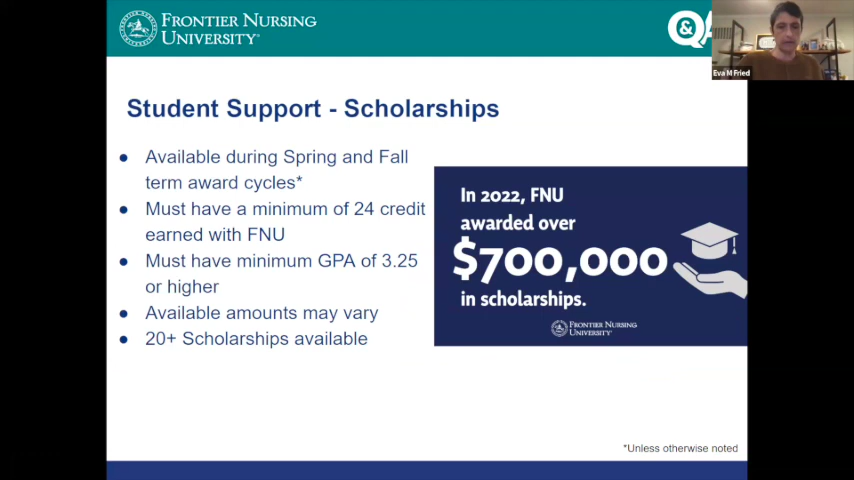 FRONTIER NURSING
UNIVERSITY®
Q&A
Eva M Fried
Student Support - Scholarships
● Available during Spring and Fall
term award cycles*
● Must have a minimum of 24 credit
earned with FNU
● Must have minimum GPA of 3.25
or higher
● Available amounts may vary
● 20+ Scholarships available
In 2022, FNU
awarded over
$700,000
in scholarships.
FRONTIER NURSING
UNIVERSITY
*Unless otherwise noted